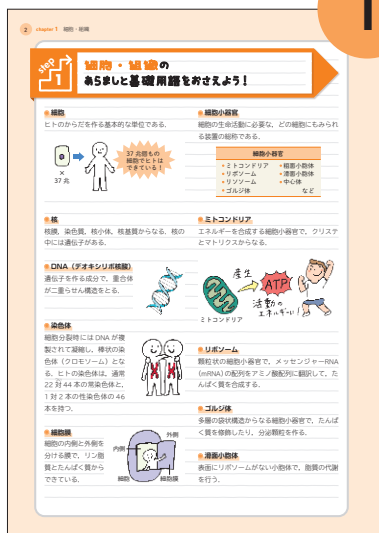 2 chapter 1 細胞・組織
1
step 1
細胞・組織の
あらましと基礎用語をおさえよう！
細胞
ヒトのからだを作る基本的な単位である．
×
37 兆
37 兆個もの
細胞でヒトは
できている！
核
核膜，染色質，核小体，核基質からなる．核の
中には遺伝子がある．
DNA（デオキシリボ核酸）
遺伝子を作る成分で，重合体
が二重らせん構造をとる．
染色体
細胞分裂時には DNA が複
製されて凝縮し，棒状の染
色体（クロモソーム）とな
る．ヒトの染色体は，通常
22 対 44 本の常染色体と，
1 対 2 本の性染色体の 46
本を持つ．
細胞膜
細胞の内側と外側を
分ける膜で，リン脂
質とたんぱく質から
できている．
内側
外側
細胞
細胞膜
細胞小器官
細胞の生命活動に必要な，どの細胞にもみられ
る装置の総称である．
細胞小器官
・ミトコンドリア ・粗面小胞体
・リボソーム ・滑面小胞体
・リソソーム ・中心体
・ゴルジ体 など
ミトコンドリア
エネルギーを合成する細胞小器官で，クリステ
とマトリクスからなる．
産生
ATP
活動の
エネルギー！
ミトコンドリア
リボソーム
顆粒状の細胞小器官で，メッセンジャーRNA
（mRNA）の配列をアミノ酸配列に翻訳して，た
んぱく質を合成する．
ゴルジ体
多層の袋状構造からなる細胞小器官で，たんぱ
く質を修飾したり，分泌顆粒を作る．
滑面小胞体
表面にリボソームがない小胞体で，脂質の代謝
を行う．